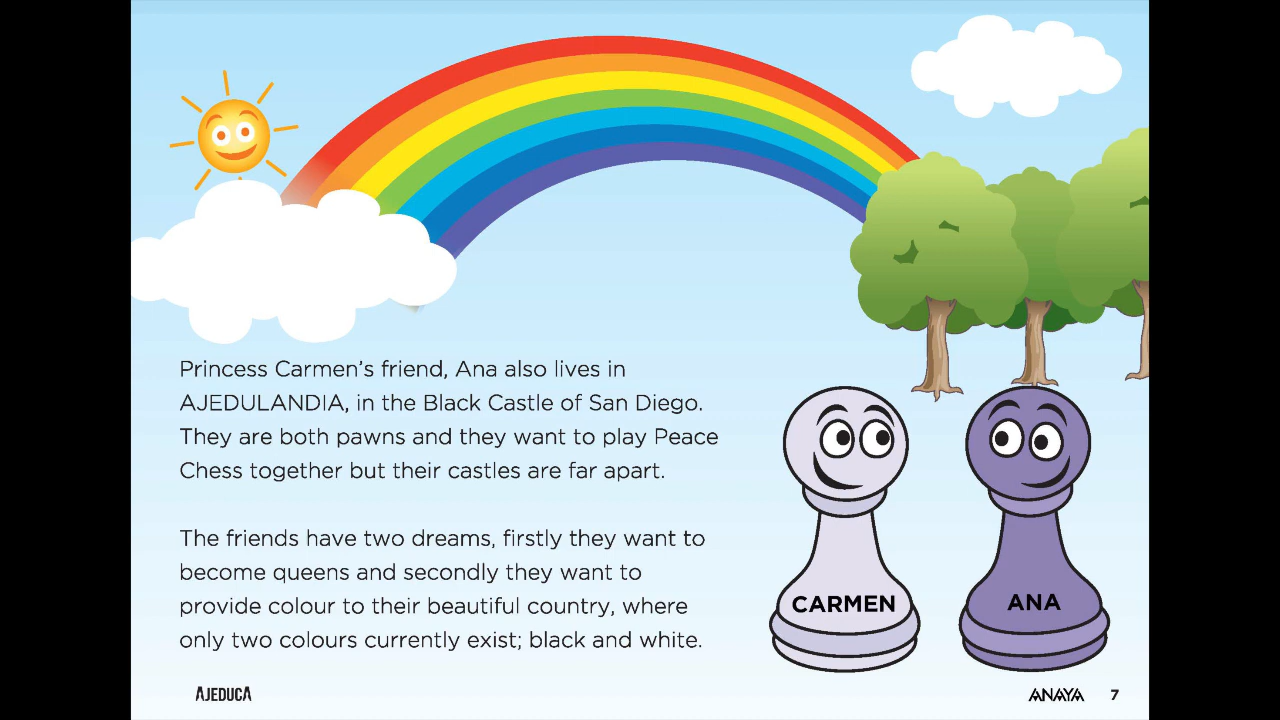 Princess Carmen’s friend, Ana also lives in
AJEDULANDIA, in the Black Castle of San Diego.
They are both pawns and they want to play Peace
Chess together but their castles are far apart.
The friends have two dreams, firstly they want to
become queens and secondly they want to
provide colour to their beautiful country, where
only two colours currently exist; black and white.
CARMEN
ANA
AJEDUCA
ANAYA 7